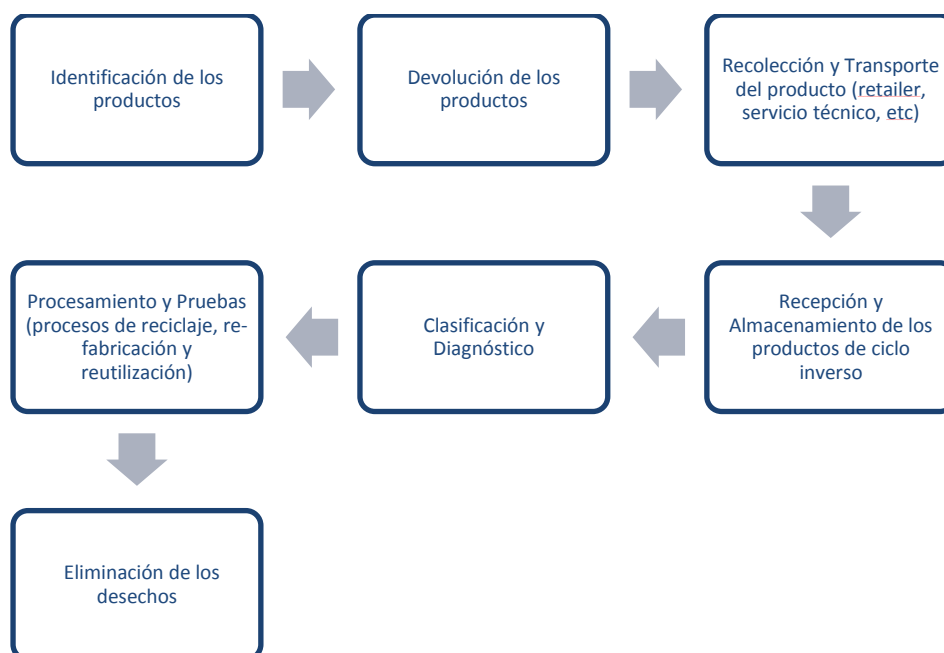 Identificación de los
productos
Devolución de los
productos
Recolección y Transporte
del producto (retailer,
servicio técnico, etc)
Recepción y
Almacenamiento de los
productos de ciclo
inverso
Clasificación y
Diagnóstico
Procesamiento y Pruebas
(procesos de reciclaje, re-
fabricación y
reutilización)
Eliminación de los
desechos